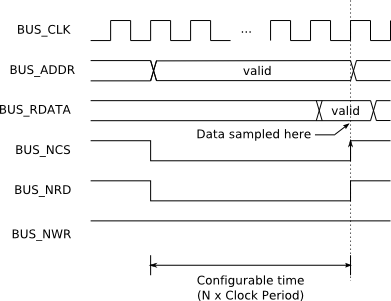 BUS_CLK
...
BUS_ADDR
valid
BUS_RDATA
valid
Data sampled here
BUS_NCS
BUS_NRD
BUS_NWR
Configurable time
(N x Clock Period)